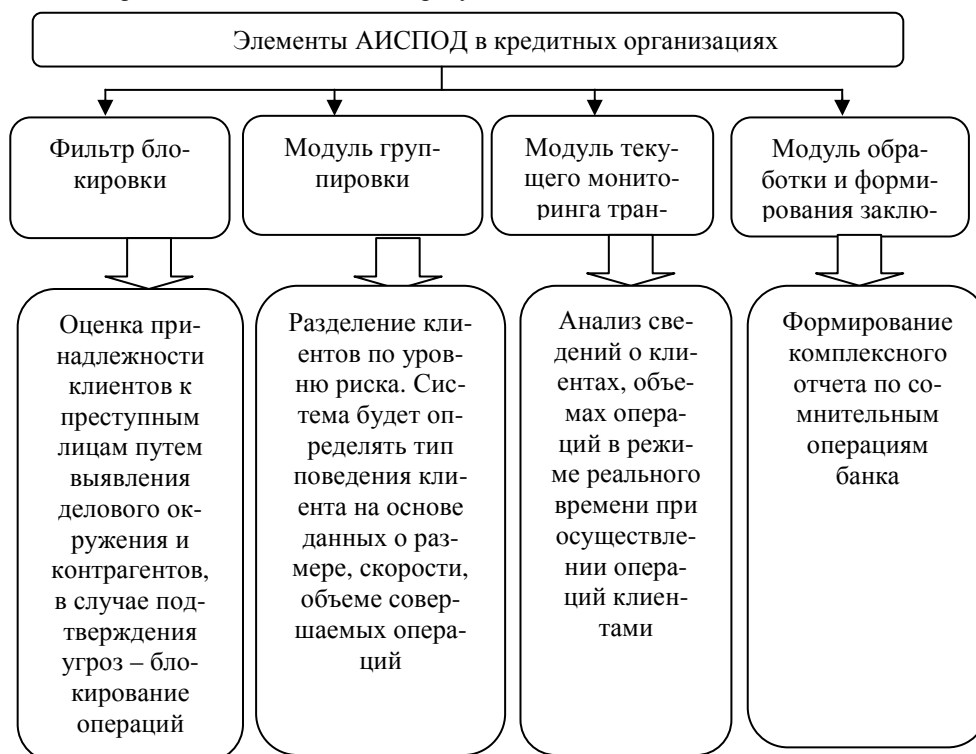 Элементы АИСПОД в кредитных организациях
Фильтр бло-
кировки
Модуль груп-
пировки
Модуль теку-
щего монито-
ринга тран-
Модуль обра-
ботки и форми-
рования заклю-
Оценка при-
надлежности
клиентов к
преступным
лицам путем
выявления
делового ок-
ружения и
контрагентов,
в случае под-
тверждения
угроз – бло-
кирование
операций
Разделение кли-
ентов по уров-
ню риска. Сис-
тема будет оп-
ределять тип
поведения кли-
ента на основе
данных о раз-
мере, скорости,
объеме совер-
шаемых опера-
ций
Анализ све-
дений о кли-
ентах, объе-
мах опера-
ций в режи-
ме реального
времени при
осуществле-
нии опера-
ций клиен-
тами
Формирование
комплексного
отчета по со-
мнительным
операциям
банка